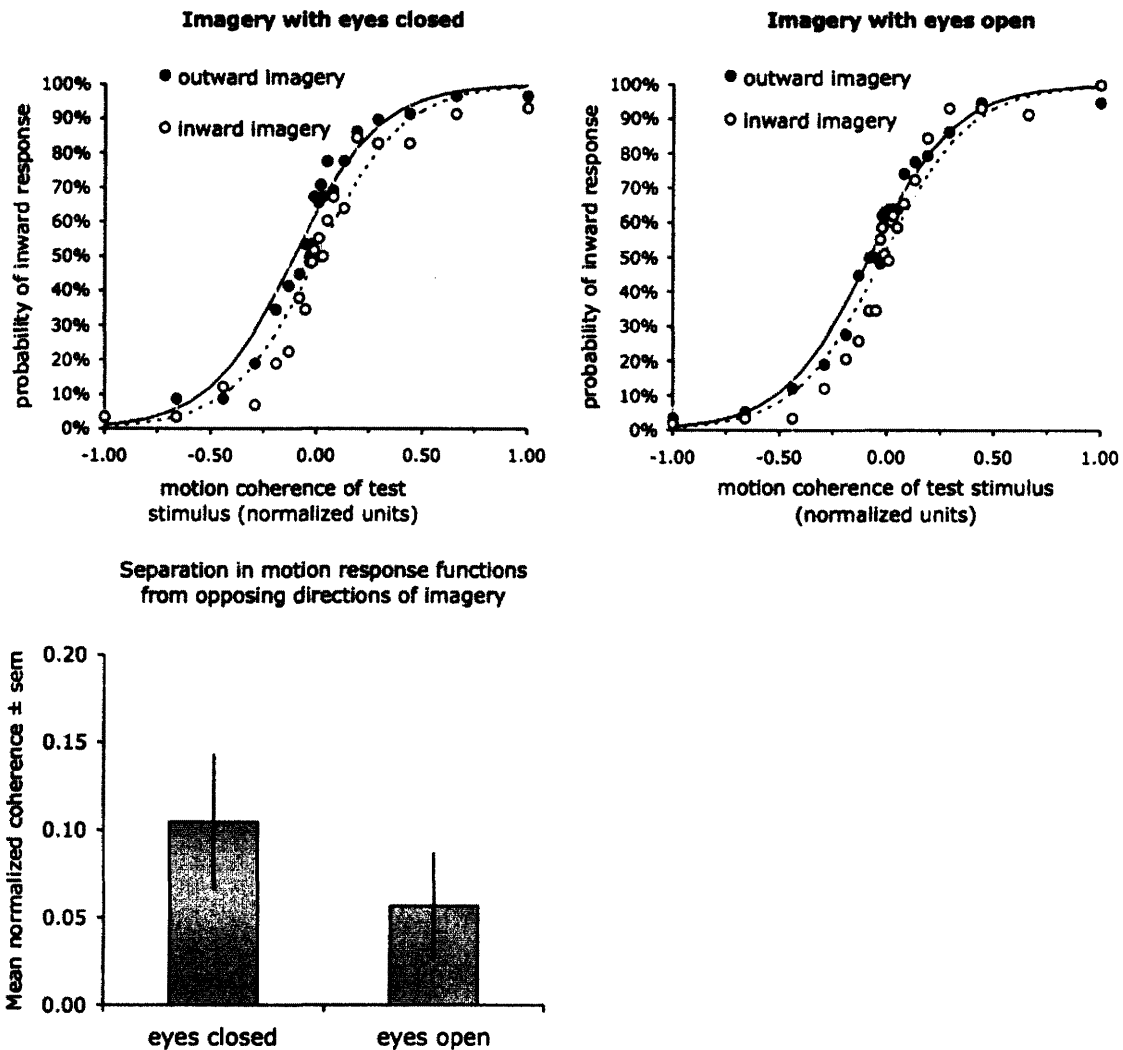 Imagery with eyes closed
outward imagery
inward imagery
100%
90%
80%
70%
60%
50%
40%
30%
20%
10%
0%
probability of inward response
-1.00
-0.50
0.00
0.50
1.00
motion coherence of test
stimulus (normalized units)
Imagery with eyes open
outward imagery
inward imagery
100%
90%
80%
70%
60%
50%
40%
30%
20%
10%
0%
probability of inward response
-1.00
-0.50
0.00
0.50
1.00
motion coherence of test stimulus
(normalized units)
Separation in motion response functions
from opposing directions of imagery
Mean normalized coherence ± sem
0.20
0.15
0.10
0.05
0.00
eyes closed
eyes open